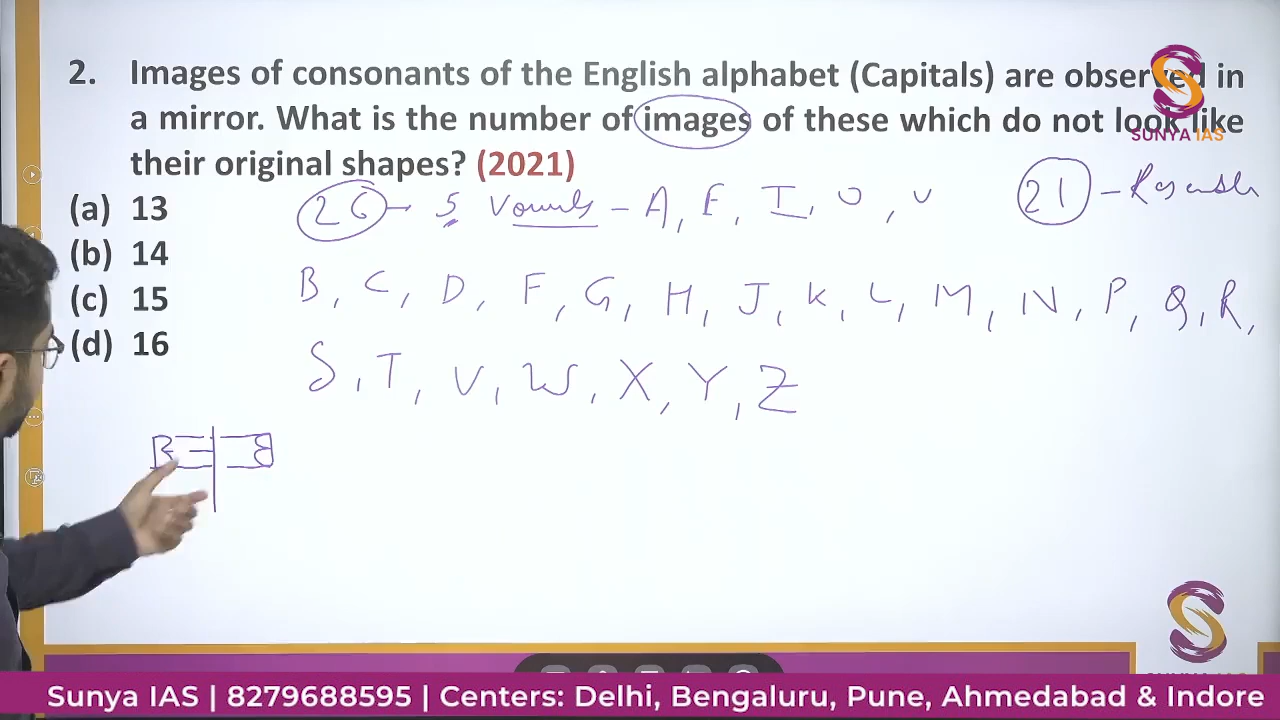 2. Images of consonants of the English alphabet (Capitals) are observed in
a mirror. What is the number of images of these which do not look like
their original shapes? (2021)
SUNYA IAS
(a) 13
(b) 14
(c) 15
(d) 16
26 → 5 Vowels – A, E, I, O, U
21 – Resemble
B, C, D, F, G, H, J, K, L, M, N, P, Q, R,
S, T, V, W, X, Y, Z
B B
SUNYA IAS
Sunya IAS | 8279688595 | Centers: Delhi, Bengaluru, Pune, Ahmedabad & Indore